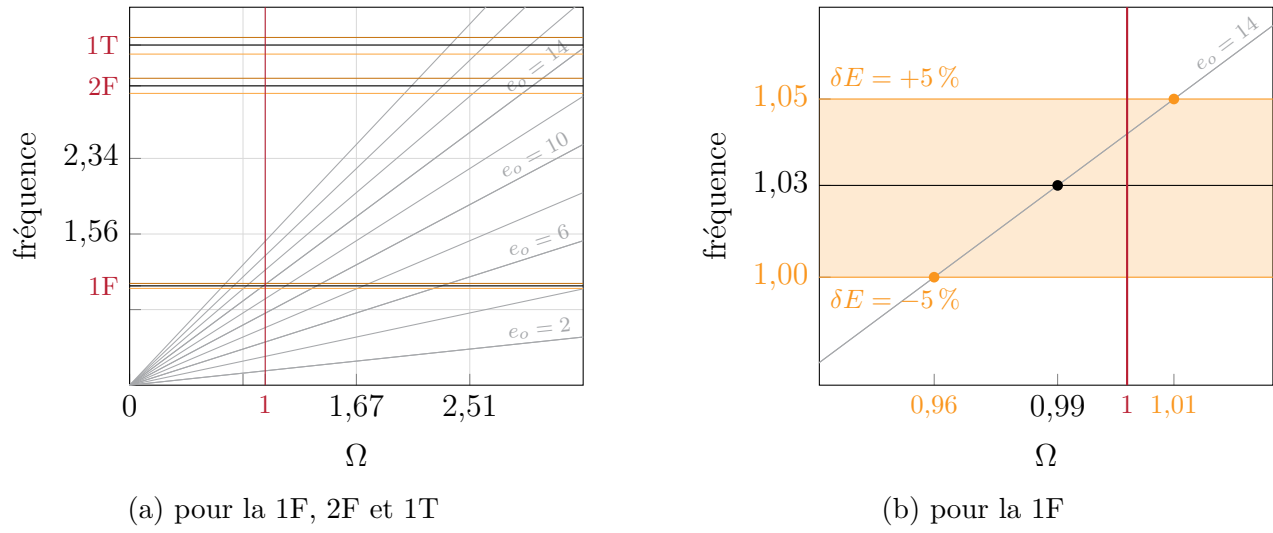 1T
2F
2,34
1,56
1F
fréquence
e_o = 14
e_o = 10
e_o = 6
e_o = 2
0
1
1,67
2,51
Ω
(a) pour la 1F, 2F et 1T
δE = +5 %
e_o = 14
1,05
1,03
1,00
fréquence
δE = −5 %
0,96
0,99
1
1,01
Ω
(b) pour la 1F